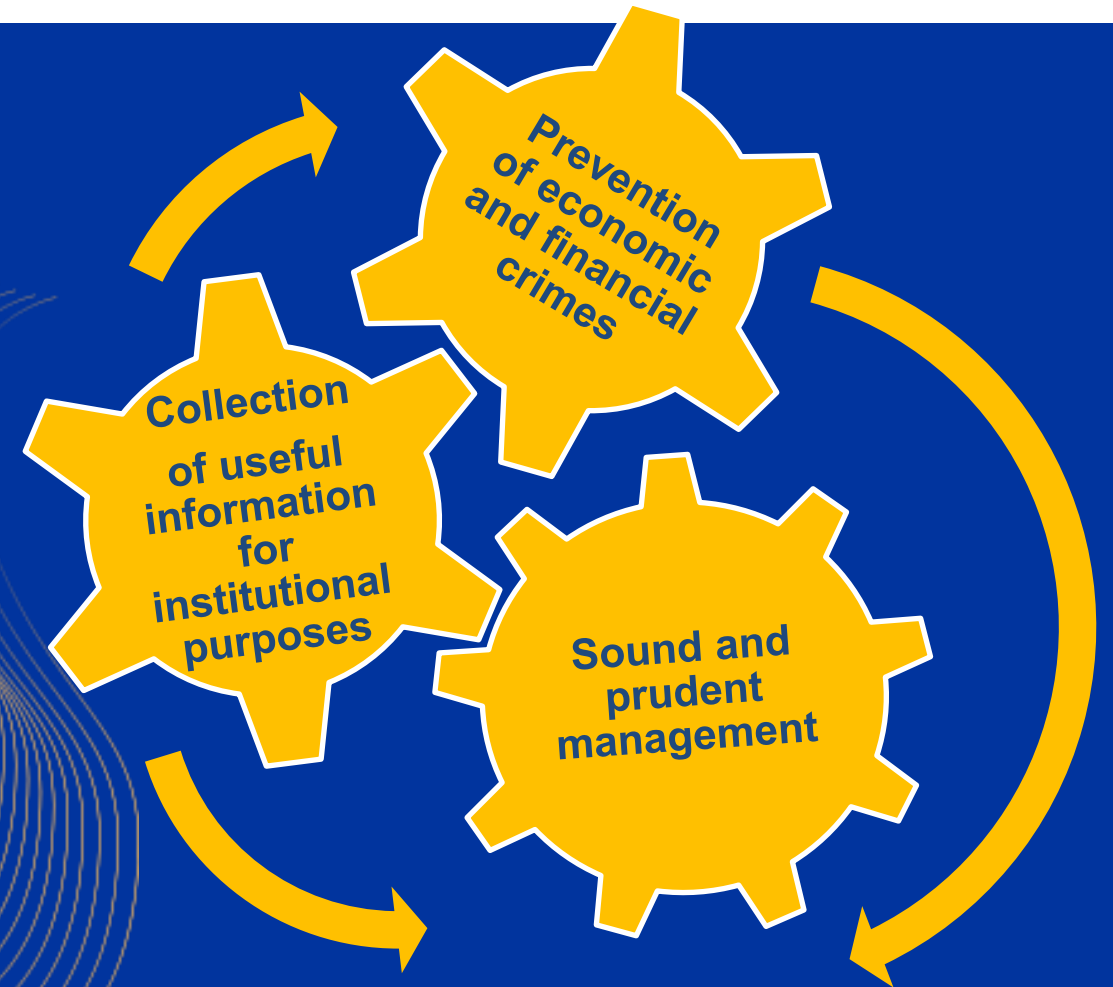 Prevention
of economic
and financial
crimes
Collection
of useful
information
for
institutional
purposes
Sound and
prudent
management